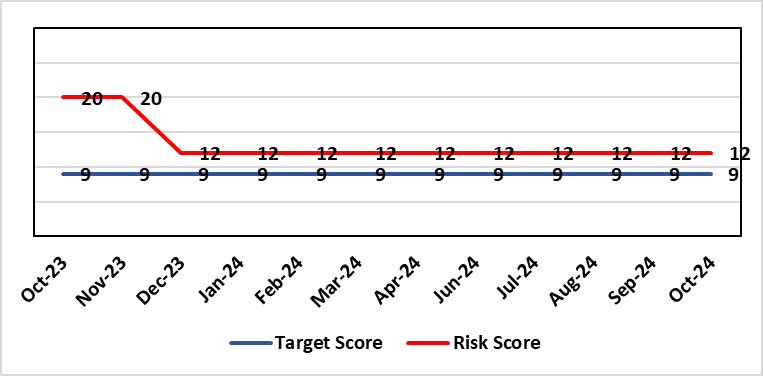 20 20
12 12 12 12 12 12 12 12 12 12
9 9 9 9 9 9 9 9 9 9 9 9
Oct-23 Nov-23 Dec-23 Jan-24 Feb-24 Mar-24 Apr-24 Jun-24 Jul-24 Aug-24 Sep-24 Oct-24
Target Score Risk Score